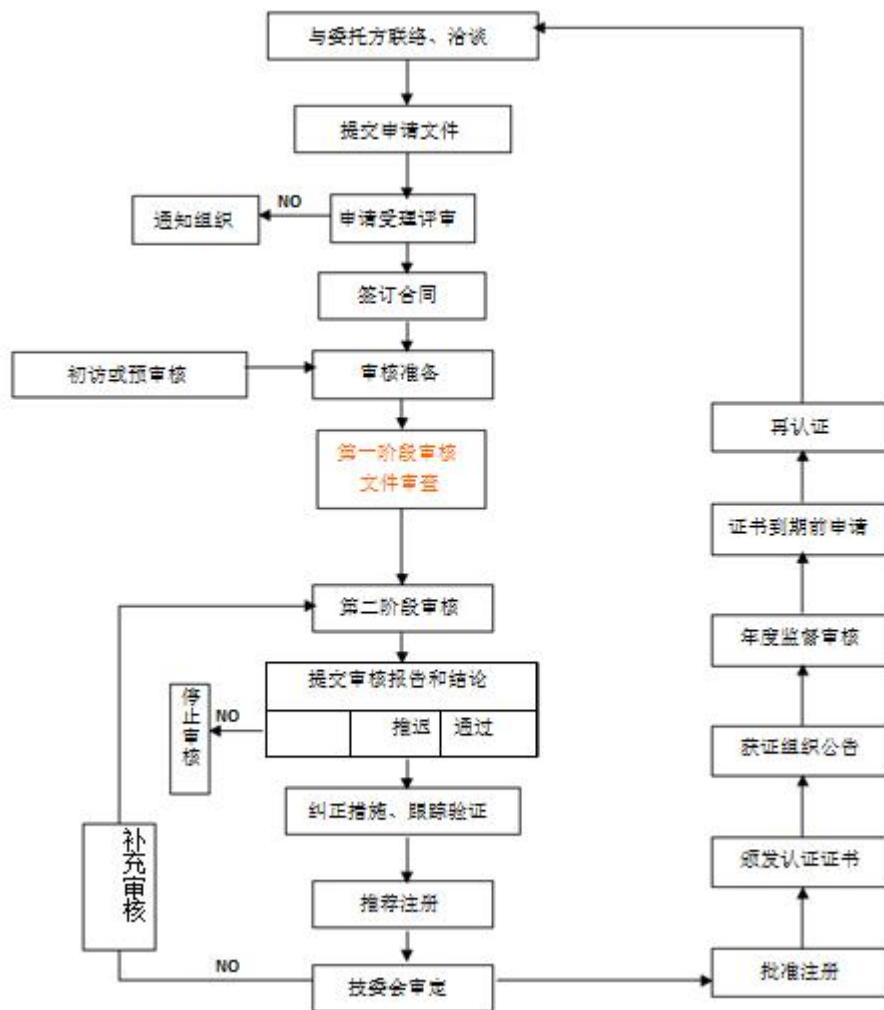 与委托方联络、洽谈
提交申请文件
NO
通知组织
申请受理评审
签订合同
初访或预审核
审核准备
第一阶段审核
文件审查
第二阶段审核
提交审核报告和结论
推迟
通过
NO
停止审核
纠正措施、跟踪验证
补充审核
推荐注册
NO
技委会审定
批准注册
颁发认证证书
获证组织公告
年度监督审核
证书到期前申请
再认证